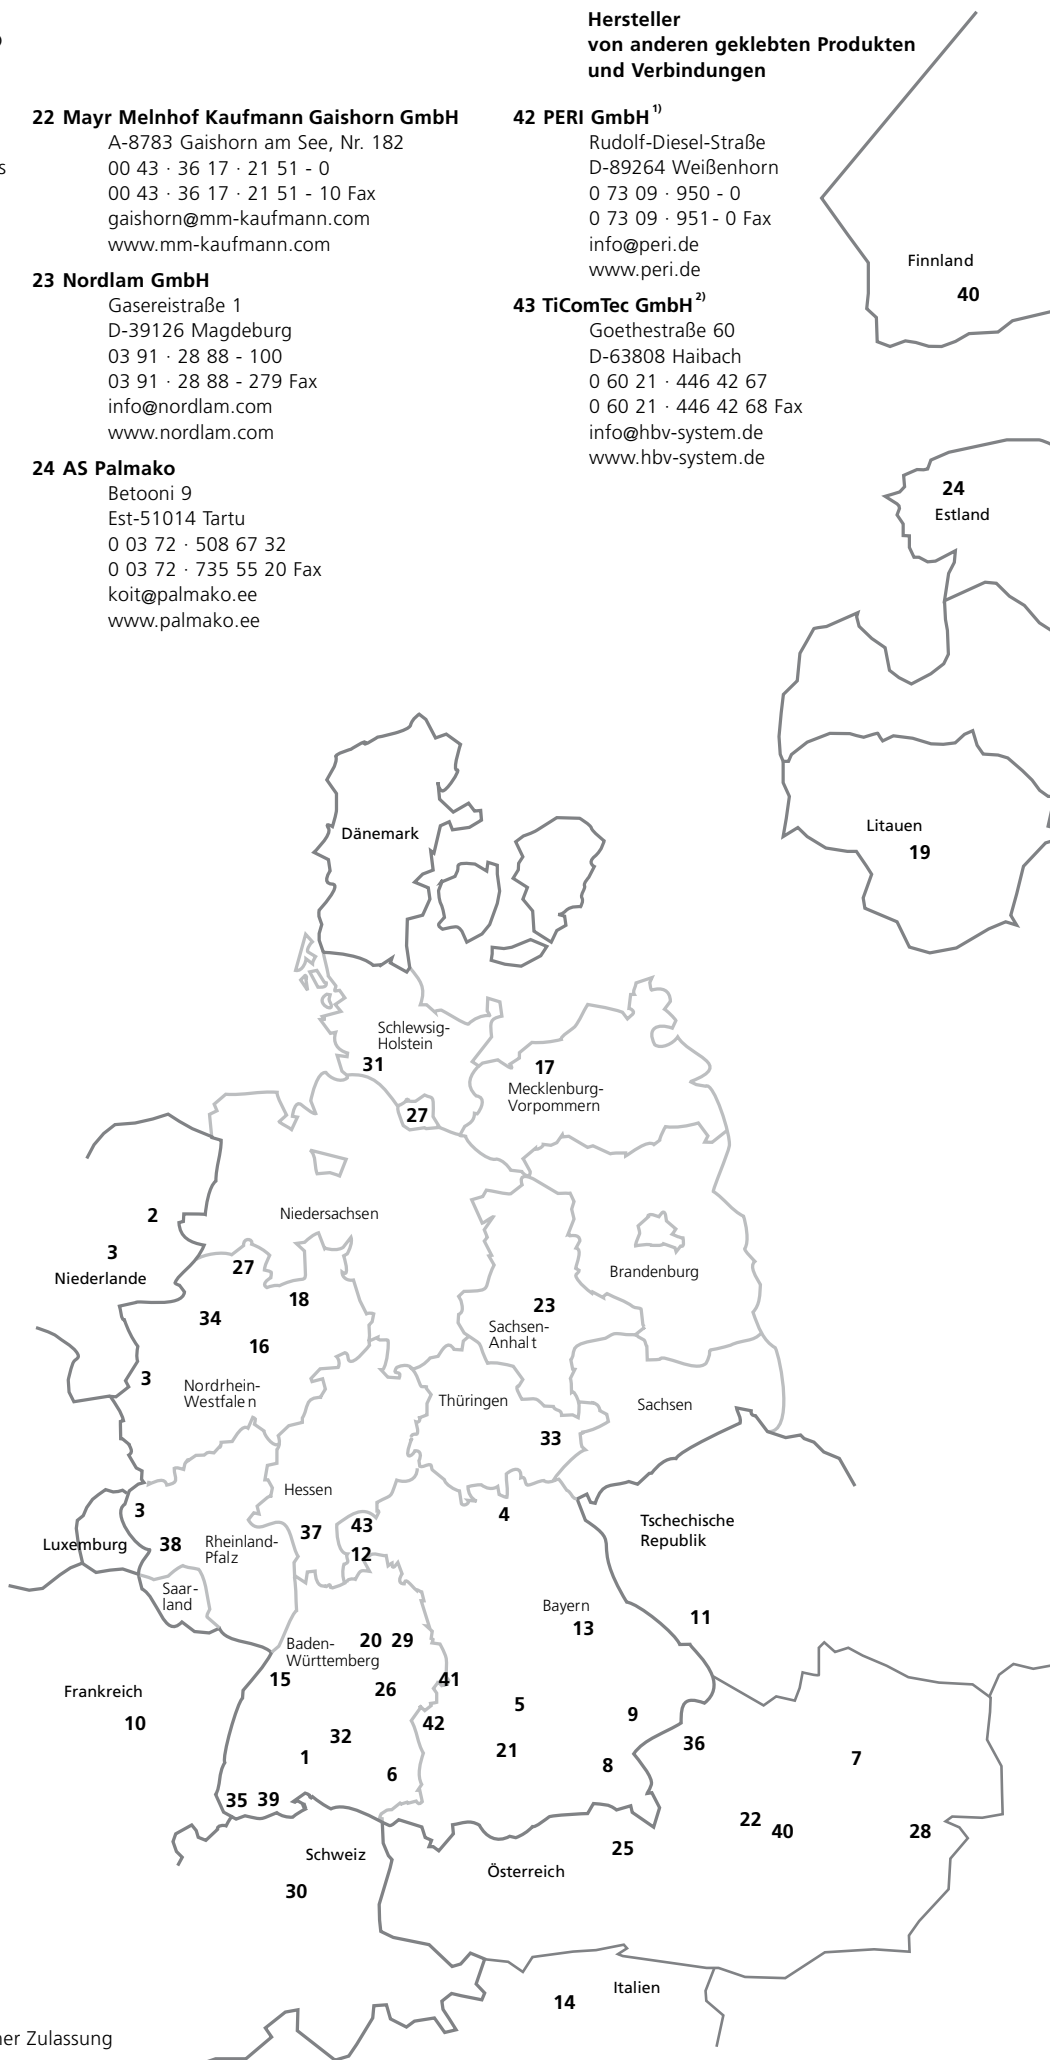 22 Mayr Melnhof Kaufmann Gaishorn GmbH
A-8783 Gaishorn am See, Nr. 182
00 43 · 36 17 · 21 51 - 0
00 43 · 36 17 · 21 51 - 10 Fax
gaishorn@mm-kaufmann.com
www.mm-kaufmann.com
23 Nordlam GmbH
Gasereistraße 1
D-39126 Magdeburg
03 91 · 28 88 - 100
03 91 · 28 88 - 279 Fax
info@nordlam.com
www.nordlam.com
24 AS Palmako
Betooni 9
Est-51014 Tartu
0 03 72 · 508 67 32
0 03 72 · 735 55 20 Fax
koit@palmako.ee
www.palmako.ee
Hersteller
von anderen geklebten Produkten
und Verbindungen
42 PERI GmbH 1)
Rudolf-Diesel-Straße
D-89264 Weißenhorn
0 73 09 · 950 - 0
0 73 09 · 951- 0 Fax
info@peri.de
www.peri.de
43 TiComTec GmbH 2)
Goethestraße 60
D-63808 Haibach
0 60 21 · 446 42 67
0 60 21 · 446 42 68 Fax
info@hbv-system.de
www.hbv-system.de
Finnland
40
24
Estland
Litauen
19
Dänemark
Schlewsig-
Holstein
31
17
Mecklenburg-
Vorpommern
27
2
Niedersachsen
3
Niederlande
27
Brandenburg
18
34
23
Sachsen-
Anhalt
16
3
Nordrhein-
Westfalen
Thüringen
Sachsen
33
Hessen
3
4
43
37
Tschechische
Republik
Luxemburg
38
Rheinland-
Pfalz
12
Saar-
land
Bayern
13
11
20 29
Baden-
Württemberg
15
41
26
Frankreich
10
5
9
42
32
36
1
21
7
6
8
35 39
22
40
28
25
Schweiz
Österreich
30
Italien
14
ner Zulassung